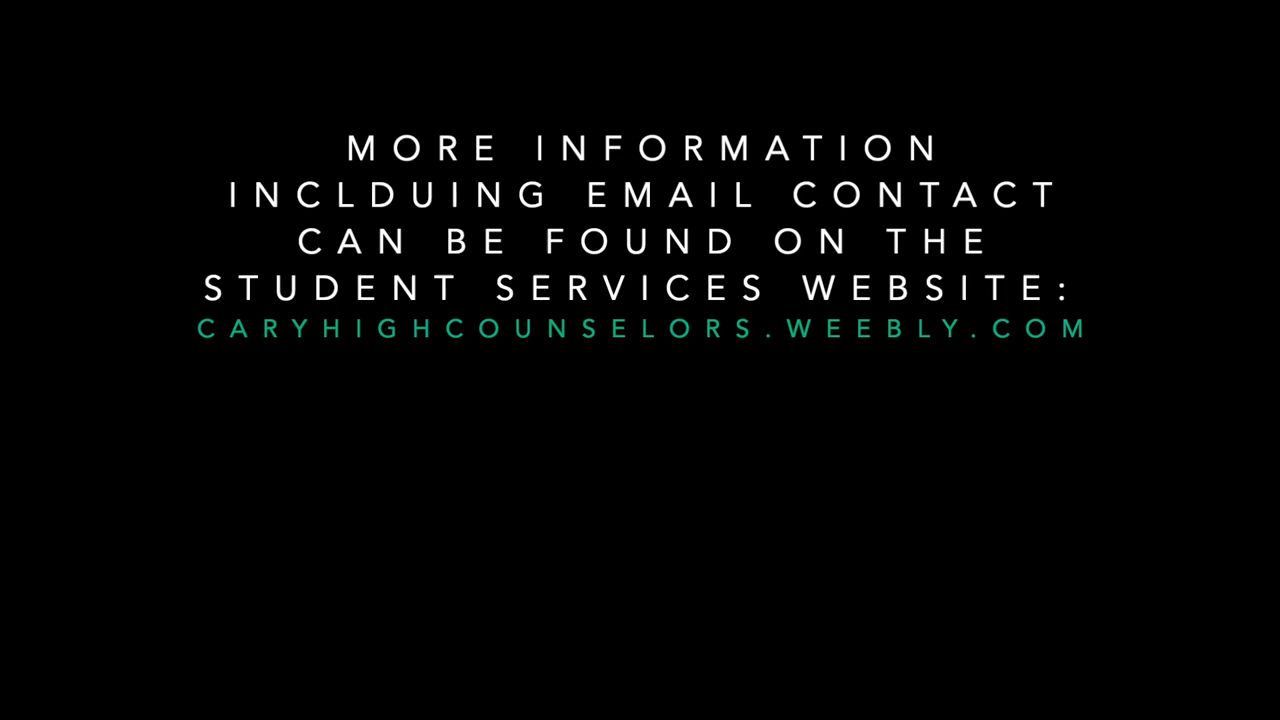 MORE INFORMATION
INCLDUING EMAIL CONTACT
CAN BE FOUND ON THE
STUDENT SERVICES WEBSITE:
CARYHIGHCOUNSELORS.WEEBLY.COM